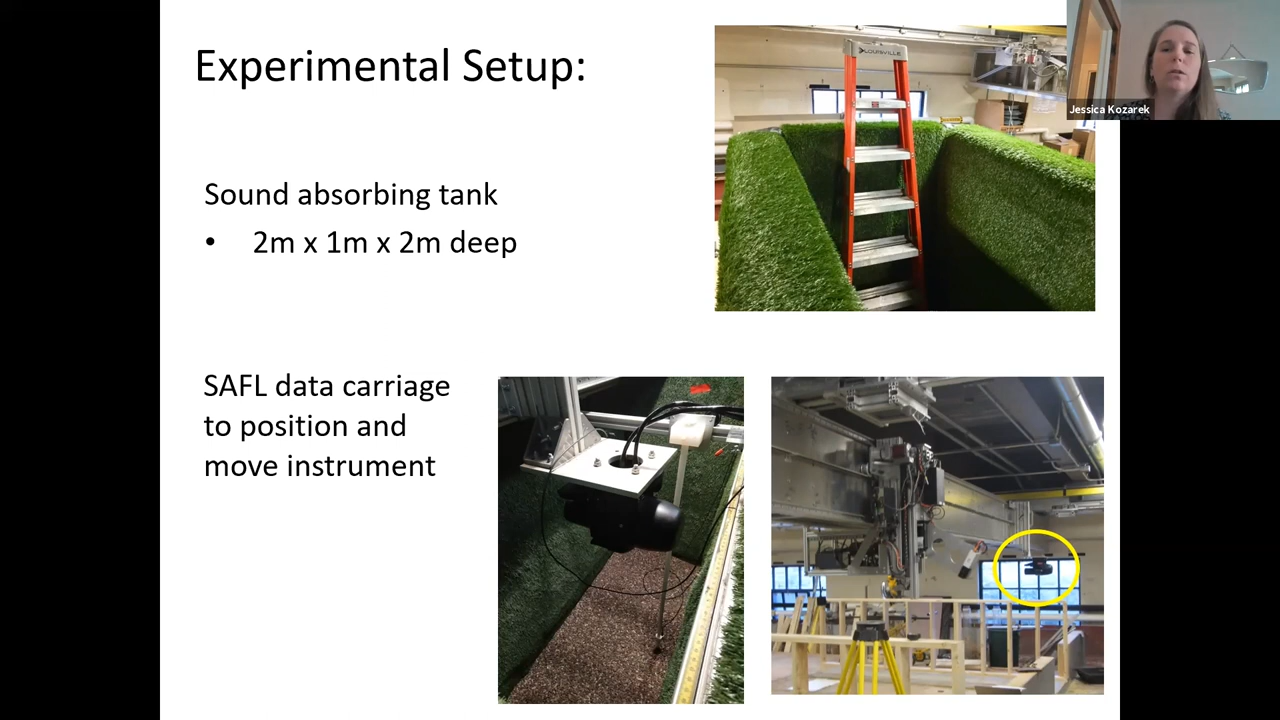 Experimental Setup:
LOUISVILLE
Jessica Kozarek
Sound absorbing tank
• 2m x 1m x 2m deep
SAFL data carriage
to position and
move instrument